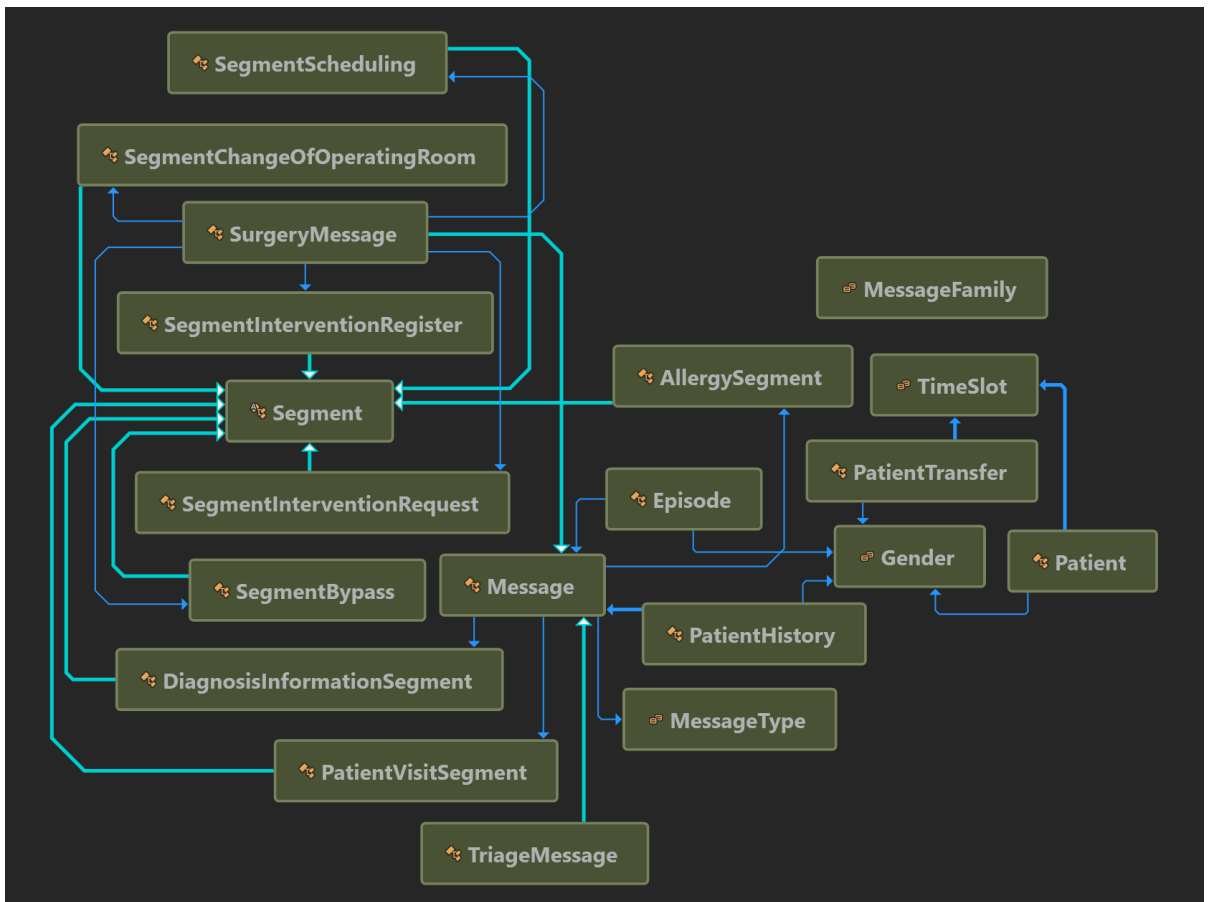 SegmentScheduling
SegmentChangeOfOperatingRoom
SurgeryMessage
MessageFamily
SegmentInterventionRegister
AllergySegment
TimeSlot
Segment
PatientTransfer
Episode
SegmentInterventionRequest
Gender
Patient
Message
SegmentBypass
PatientHistory
DiagnosisInformationSegment
MessageType
PatientVisitSegment
TriageMessage